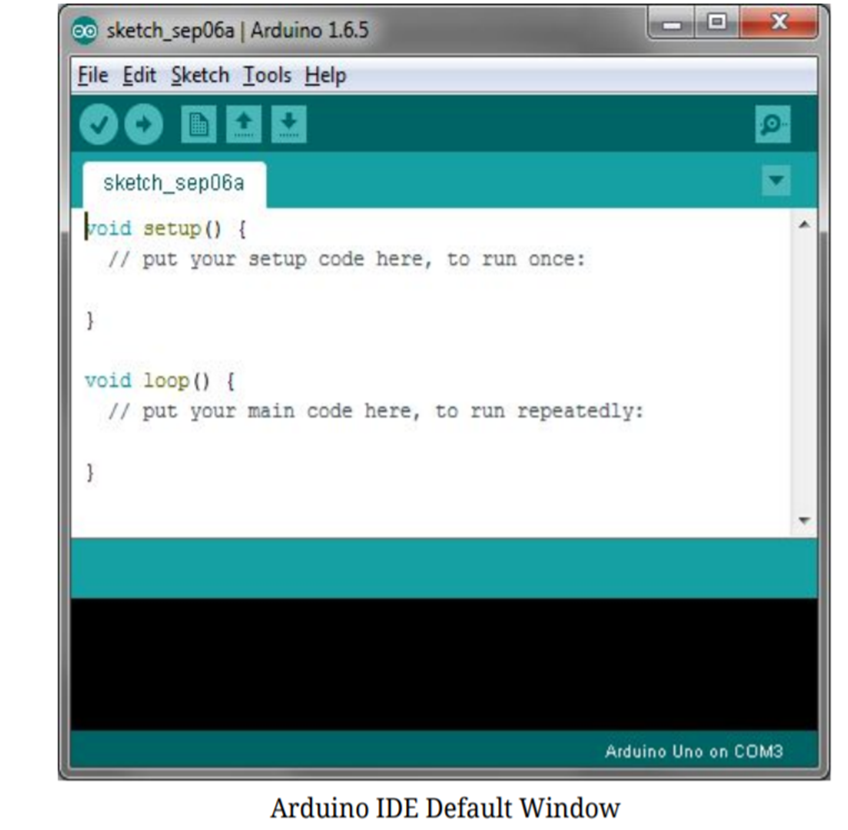 sketch_sep06a | Arduino 1.6.5
File Edit Sketch Tools Help
sketch_sep06a
void setup() {
  // put your setup code here, to run once:
}
void loop() {
  // put your main code here, to run repeatedly:
}
Arduino Uno on COM3
Arduino IDE Default Window